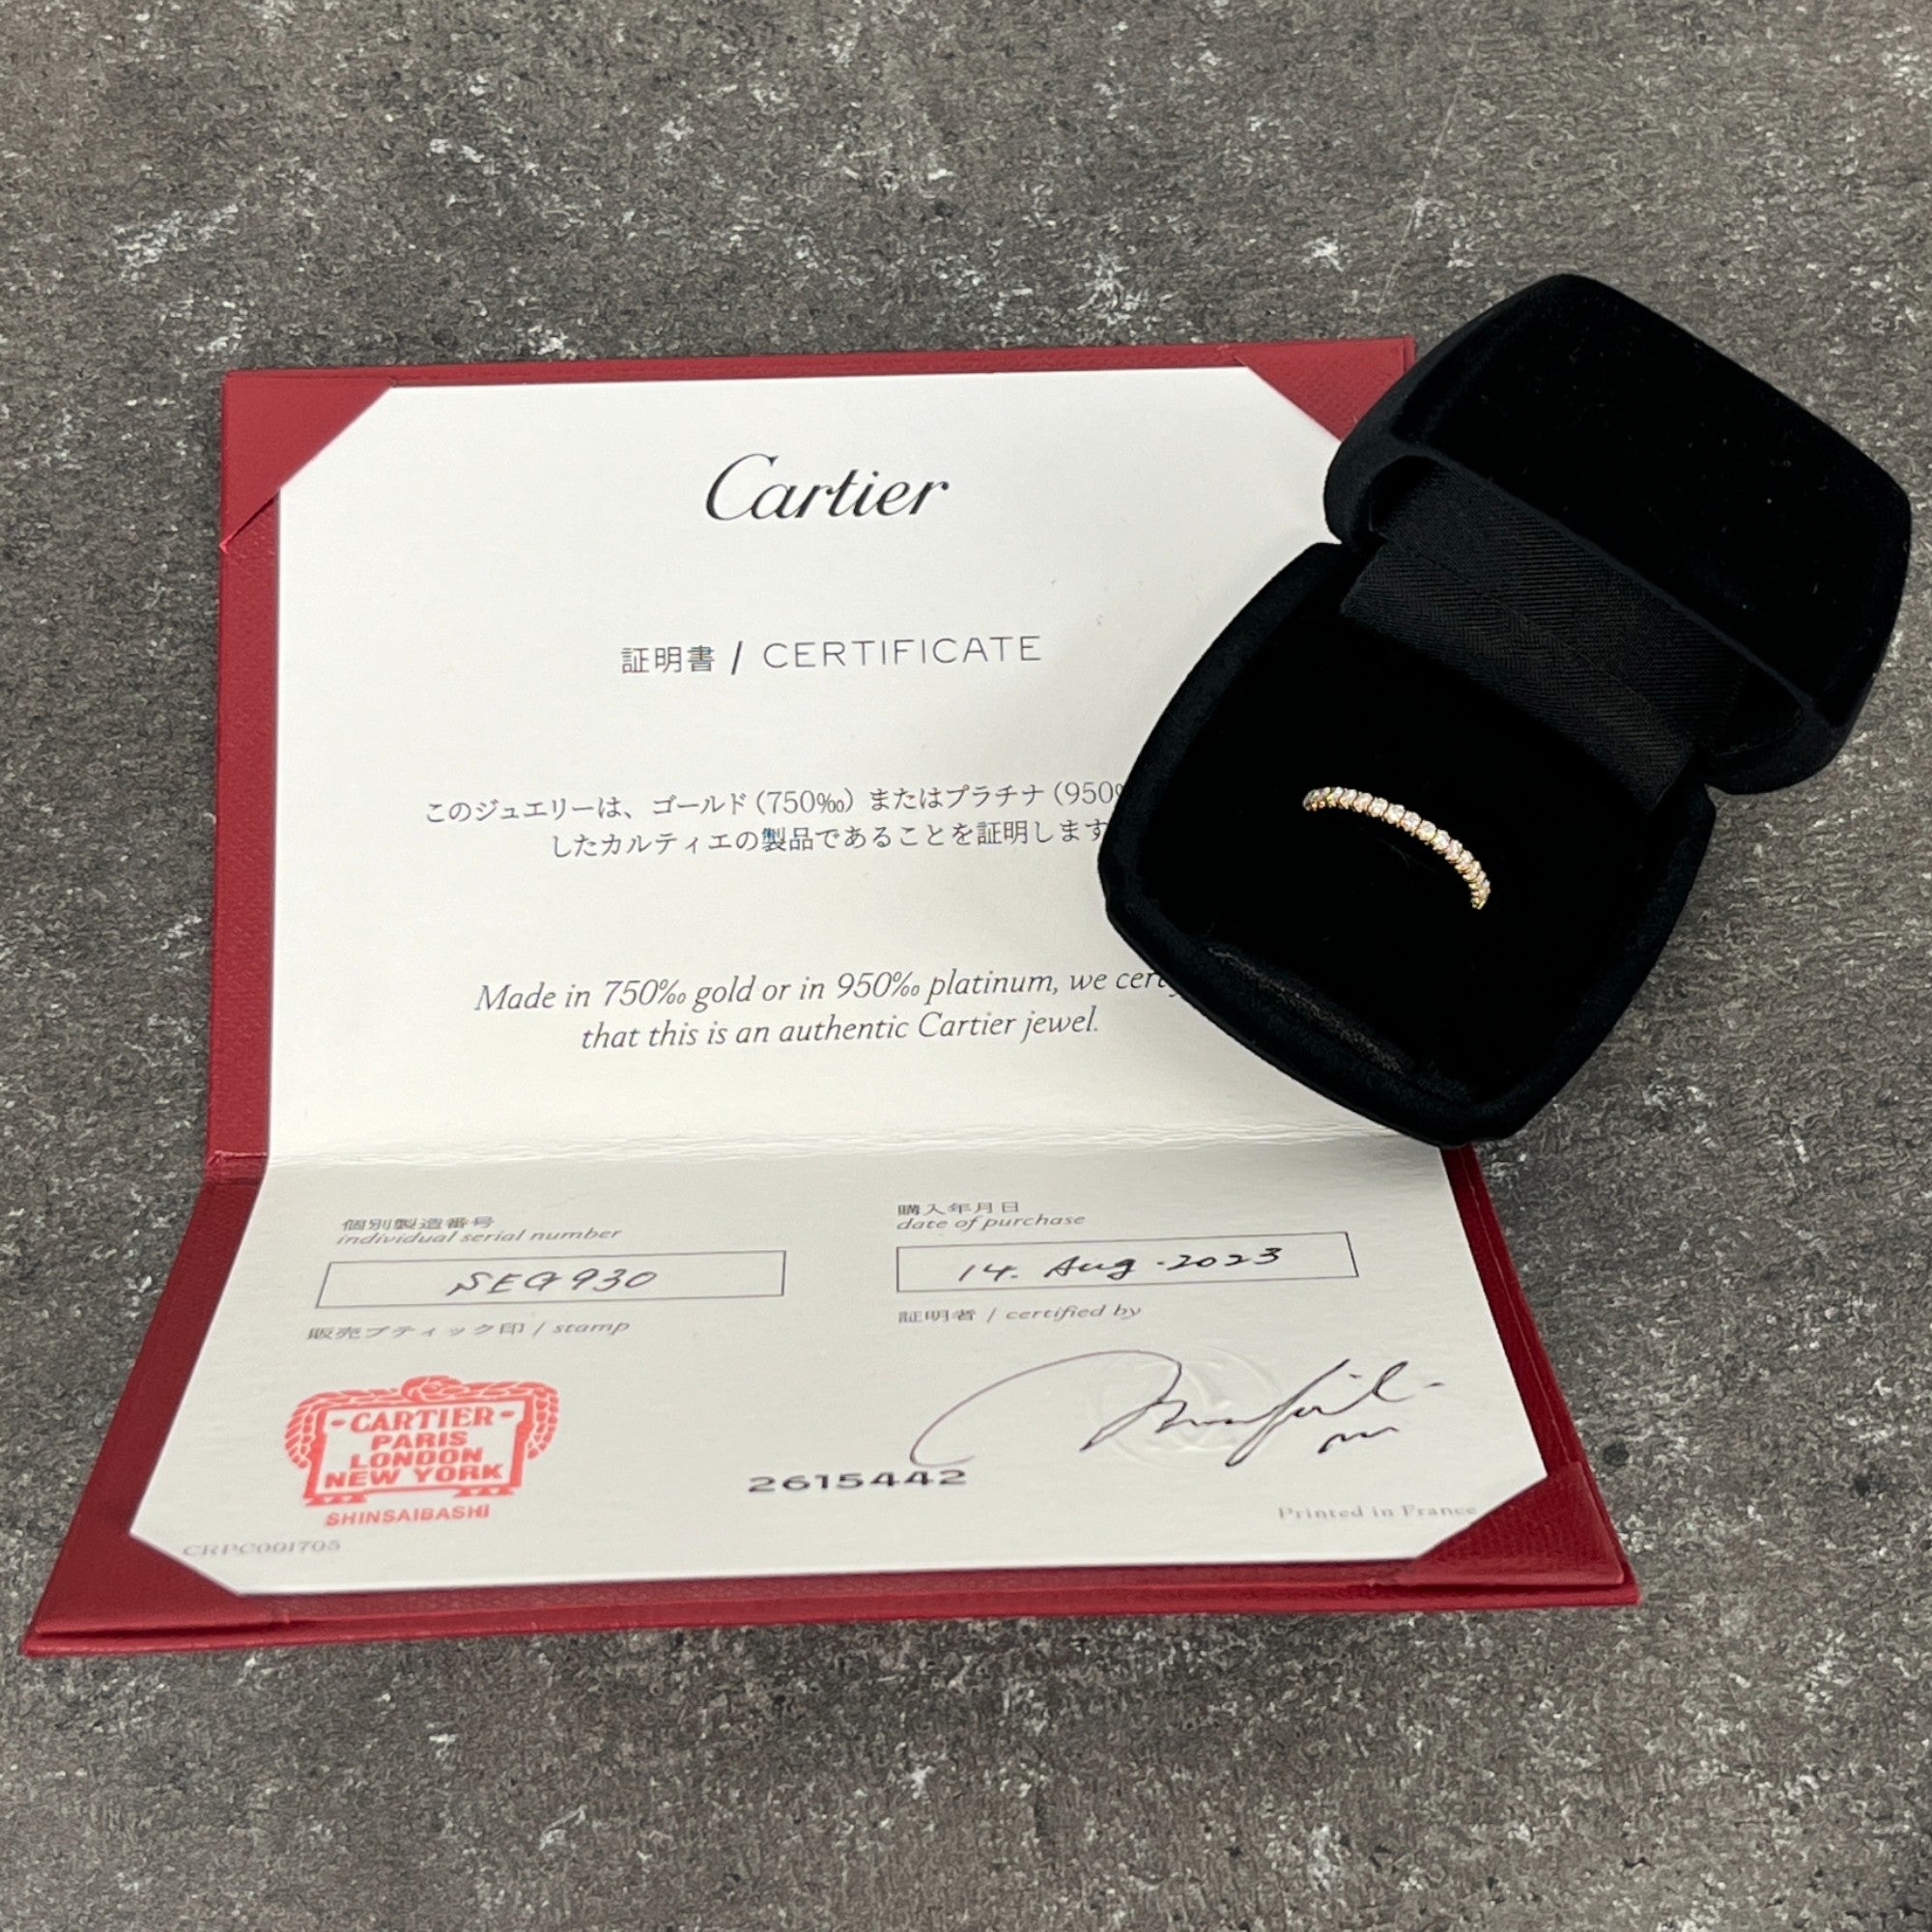 Cartier
証明書 / CERTIFICATE
このジュエリーは、ゴールド (750‰) またはプラチナ (950
したカルティエの製品であることを証明します
Made in 750‰ gold or in 950‰ platinum, we
that this is an authentic Cartier jewel.
個別製造番号
individual serial number
購入年月日
date of purchase
SEG930
14. Aug. 2023
販売ブティック印 / stamp
証明者 / certified by
CARTIER
PARIS
LONDON
NEW YORK
SHINSAIBASHI
2615442
CRPC001705
Printed in France